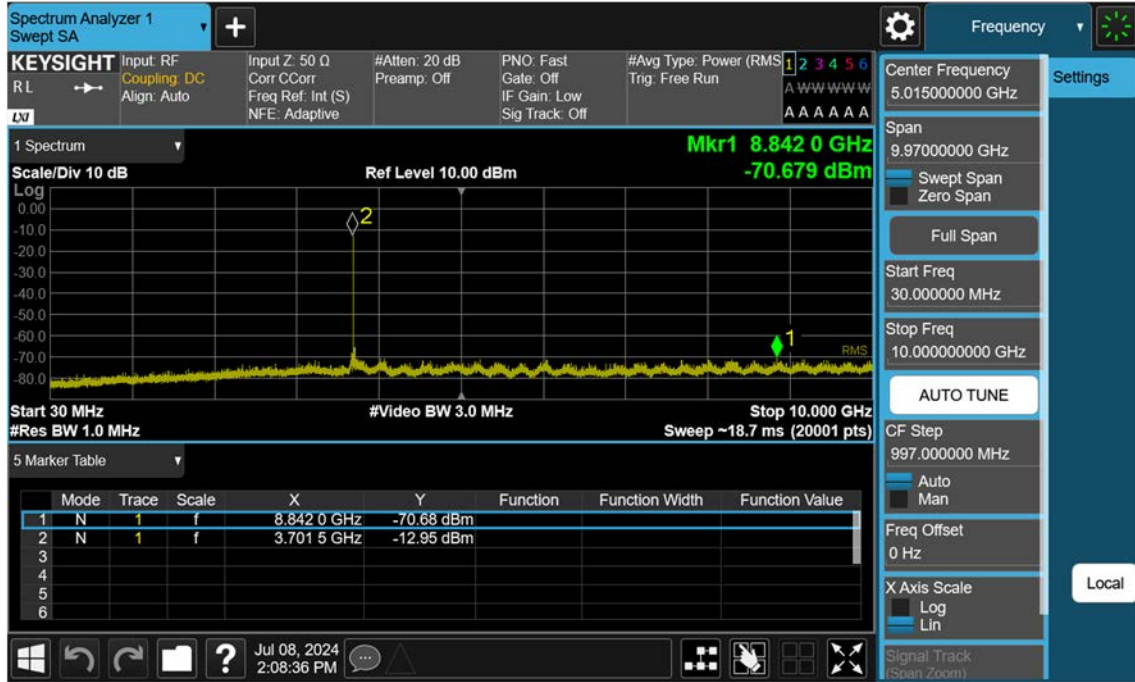 Spectrum Analyzer 1
Swept SA
+
Frequency
KEYSIGHT
R L
LXI
Input: RF
Coupling: DC
Align: Auto
Input Z: 50 Ω
Corr CCorr
Freq Ref: Int (S)
NFE: Adaptive
#Atten: 20 dB
Preamp: Off
PNO: Fast
Gate: Off
IF Gain: Low
Sig Track: Off
#Avg Type: Power (RMS
Trig: Free Run
1 2 3 4 5 6
A W W W W W
A A A A A A
1 Spectrum
Mkr1 8.842 0 GHz
-70.679 dBm
Scale/Div 10 dB
Ref Level 10.00 dBm
Log
0.00
-10.0
-20.0
-30.0
-40.0
-50.0
-60.0
-70.0
-80.0
2
1
RMS
Start 30 MHz
#Video BW 3.0 MHz
Stop 10.000 GHz
#Res BW 1.0 MHz
Sweep ~18.7 ms (20001 pts)
5 Marker Table
Mode Trace Scale X Y Function Function Width Function Value
1 N 1 f 8.842 0 GHz -70.68 dBm
2 N 1 f 3.701 5 GHz -12.95 dBm
3
4
5
6
?
Jul 08, 2024
2:08:36 PM
Center Frequency
5.015000000 GHz
Settings
Span
9.97000000 GHz
Swept Span
Zero Span
Full Span
Start Freq
30.000000 MHz
Stop Freq
10.000000000 GHz
AUTO TUNE
CF Step
997.000000 MHz
Auto
Man
Freq Offset
0 Hz
X Axis Scale
Log
Lin
Local
Signal Track
(Span Zoom)